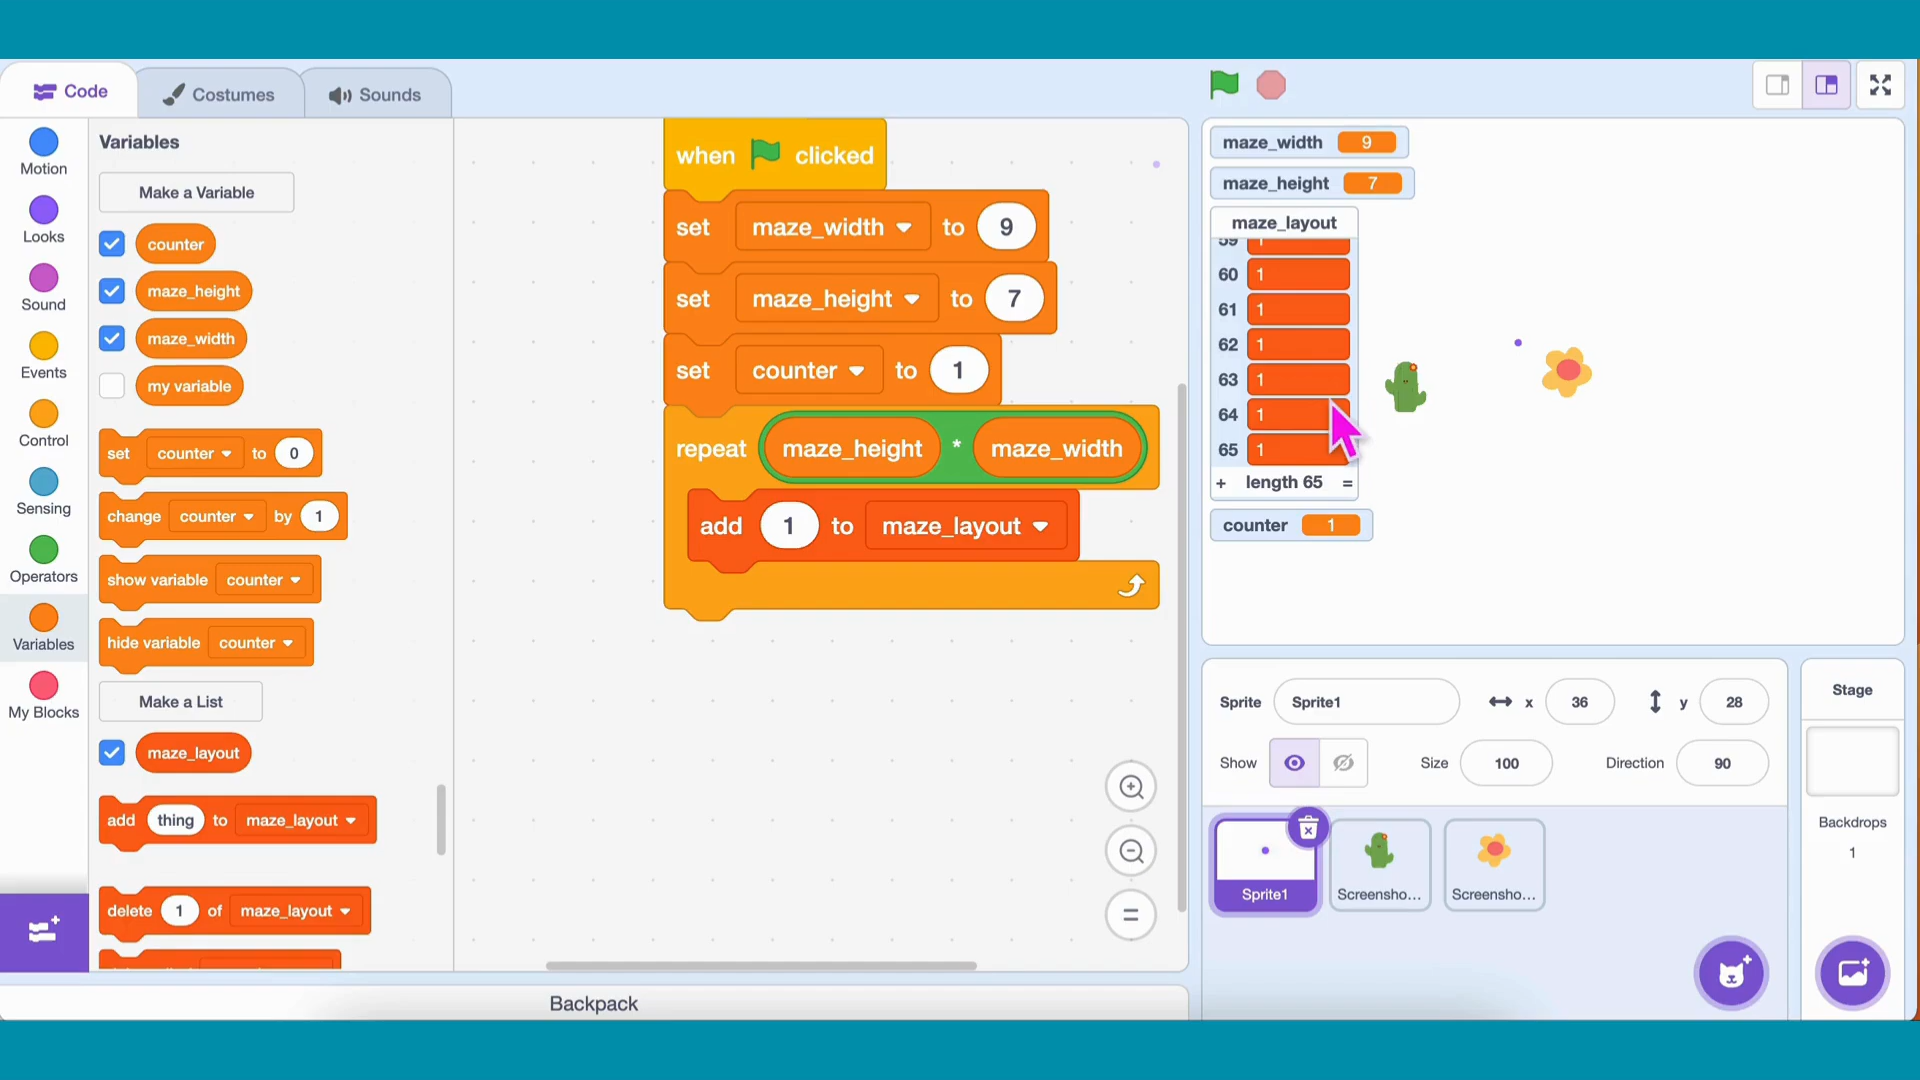 Code
Costumes
Sounds
Motion
Looks
Sound
Events
Control
Sensing
Operators
Variables
My Blocks
Variables
Make a Variable
counter
maze_height
maze_width
my variable
set counter to 0
change counter by 1
show variable counter
hide variable counter
Make a List
maze_layout
add thing to maze_layout
delete 1 of maze_layout
when clicked
set maze_width to 9
set maze_height to 7
set counter to 1
repeat maze_height * maze_width
add 1 to maze_layout
Backpack
maze_width 9
maze_height 7
maze_layout
59 1
60 1
61 1
62 1
63 1
64 1
65 1
+ length 65 =
counter 1
Sprite Sprite1 x 36 y 28
Show Size 100 Direction 90
Sprite1
Screensho...
Screensho...
Stage
Backdrops
1